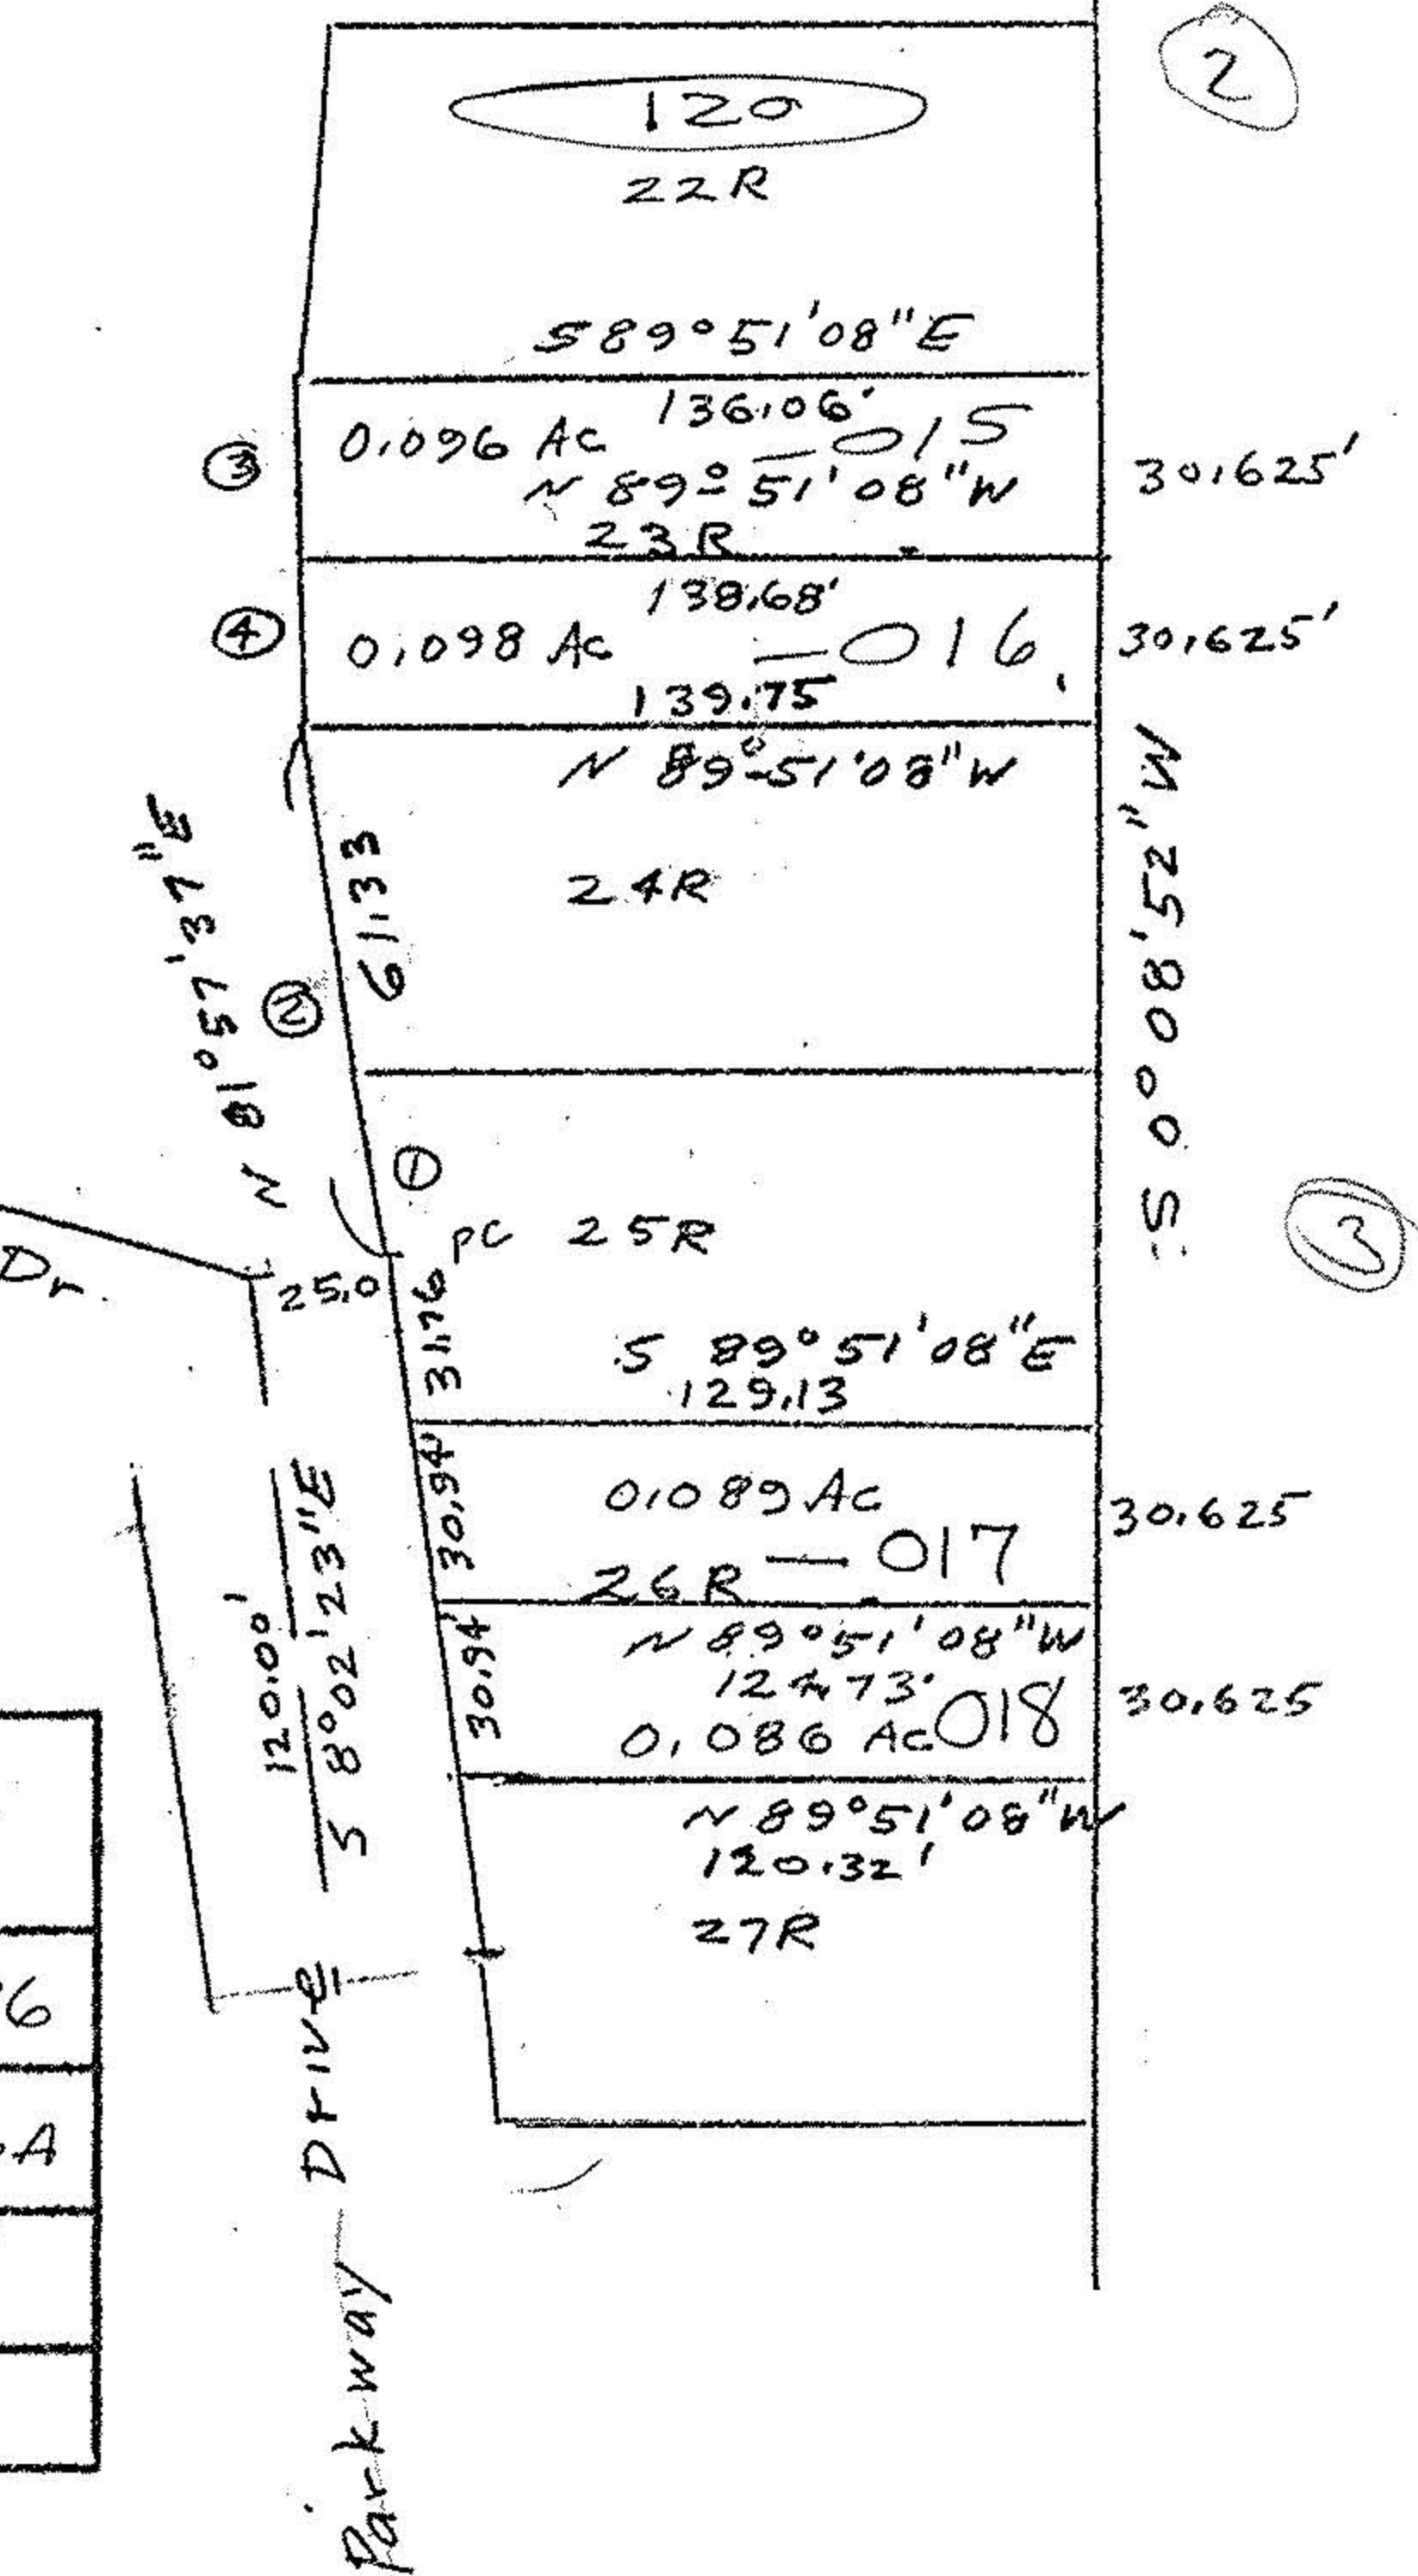 2
120
22R
S 89° 51' 08" E
136.06'
0.096 Ac
— 015
③
N 89° 51' 08" W
30.625'
23R
138.68'
④
0.098 Ac
— 016
30.625'
139.75
N 89° 51' 08" W
N 81° 57' 37" E
61.33
24R
②
S 0° 08' 52" W
①
PC
25R
3
Dr.
25.0
31.76
S 89° 51' 08" E
129.13
30.94'
0.089 Ac
30.625
26R
— 017
30.94'
N 89° 51' 08" W
0.086 Ac
018
30.625
120.00'
S 8° 02' 23" E
N 89° 51' 08" W
120.32'
27R
6
A
Parkway Drive